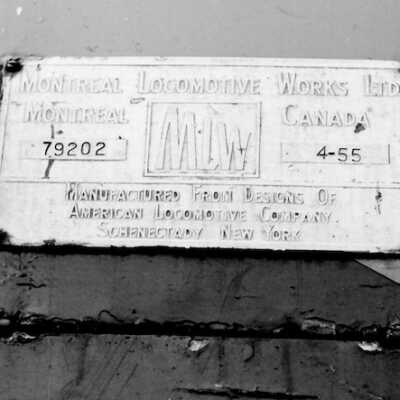 MONTREAL LOCOMOTIVE WORKS LTD
MONTREAL MLW CANADA
79202 4-55
MANUFACTURED FROM DESIGNS OF
AMERICAN LOCOMOTIVE COMPANY
SCHENECTADY NEW YORK